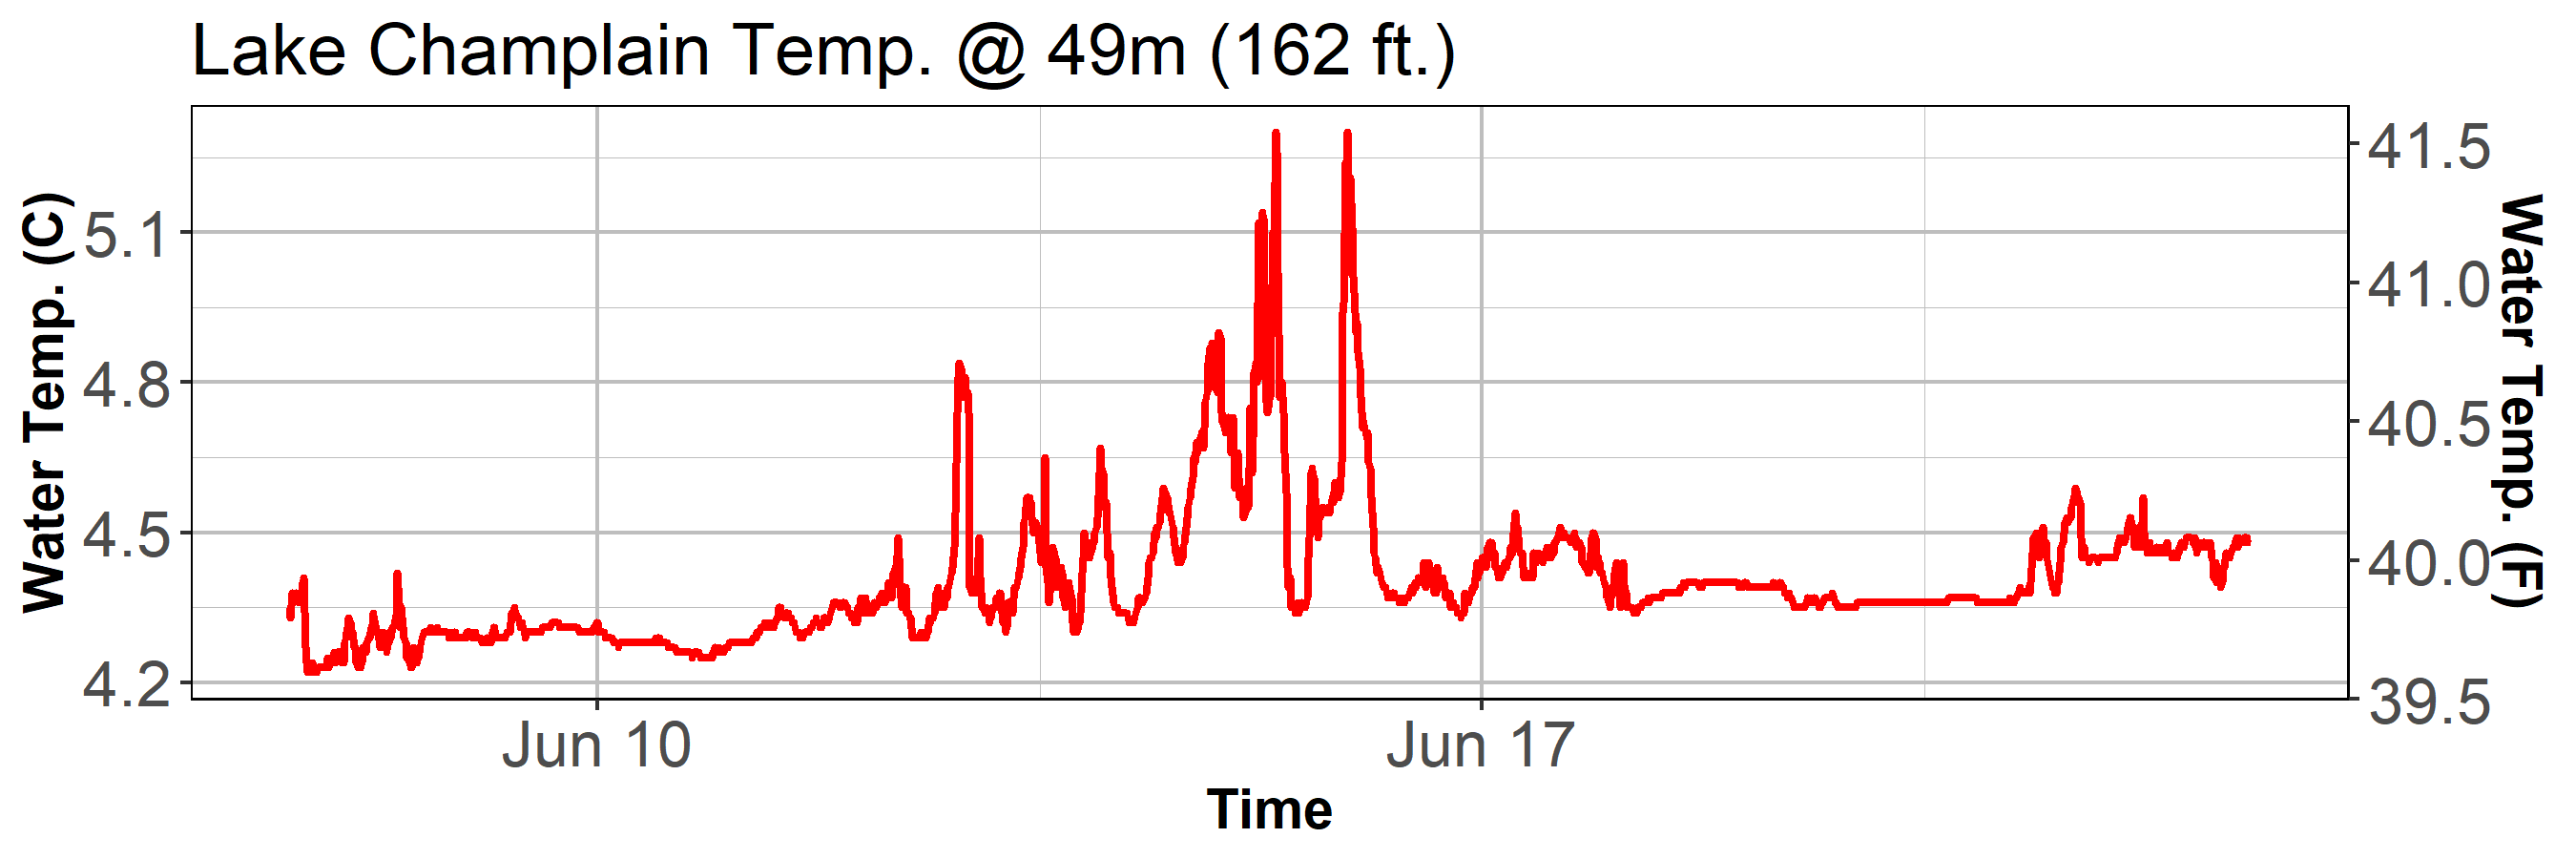 Lake Champlain Temp. @ 49m (162 ft.)
Water Temp. (C)
5.1
4.8
4.5
4.2
41.5
41.0
40.5
40.0
39.5
Water Temp. (F)
Jun 10
Jun 17
Time